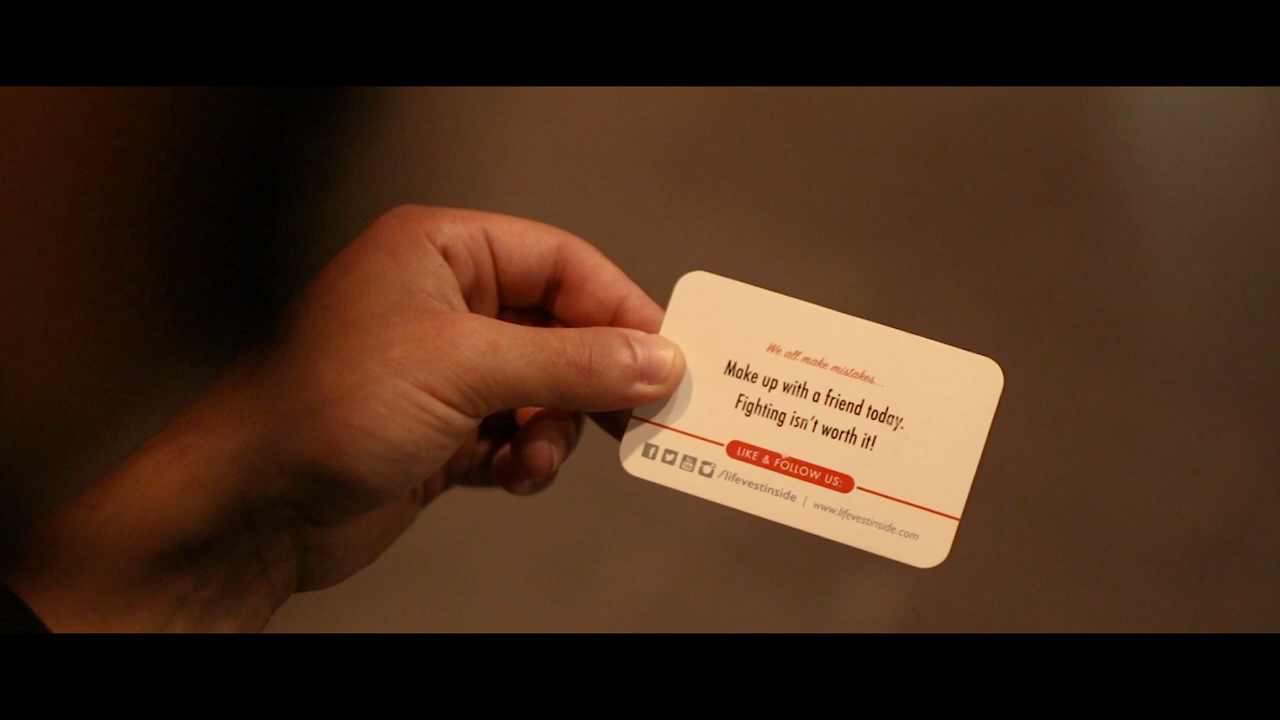 We all make mistakes...
Make up with a friend today.
Fighting isn't worth it!
LIKE & FOLLOW US:
/lifevestinside | www.lifevestinside.com